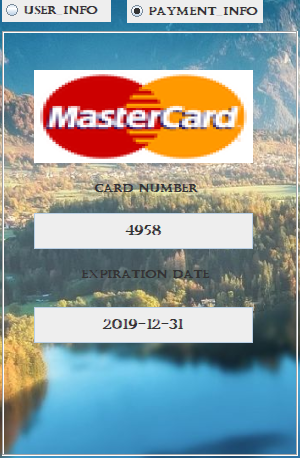 USER_INFO
PAYMENT_INFO
MasterCard
CARD NUMBER
4958
EXPIRATION DATE
2019-12-31